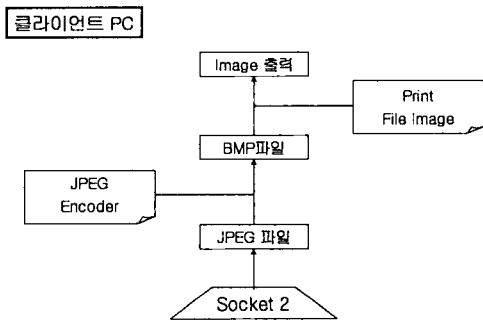 클라이언트 PC
Image 출력
Print
File Image
BMP파일
JPEG
Encoder
JPEG 파일
Socket 2